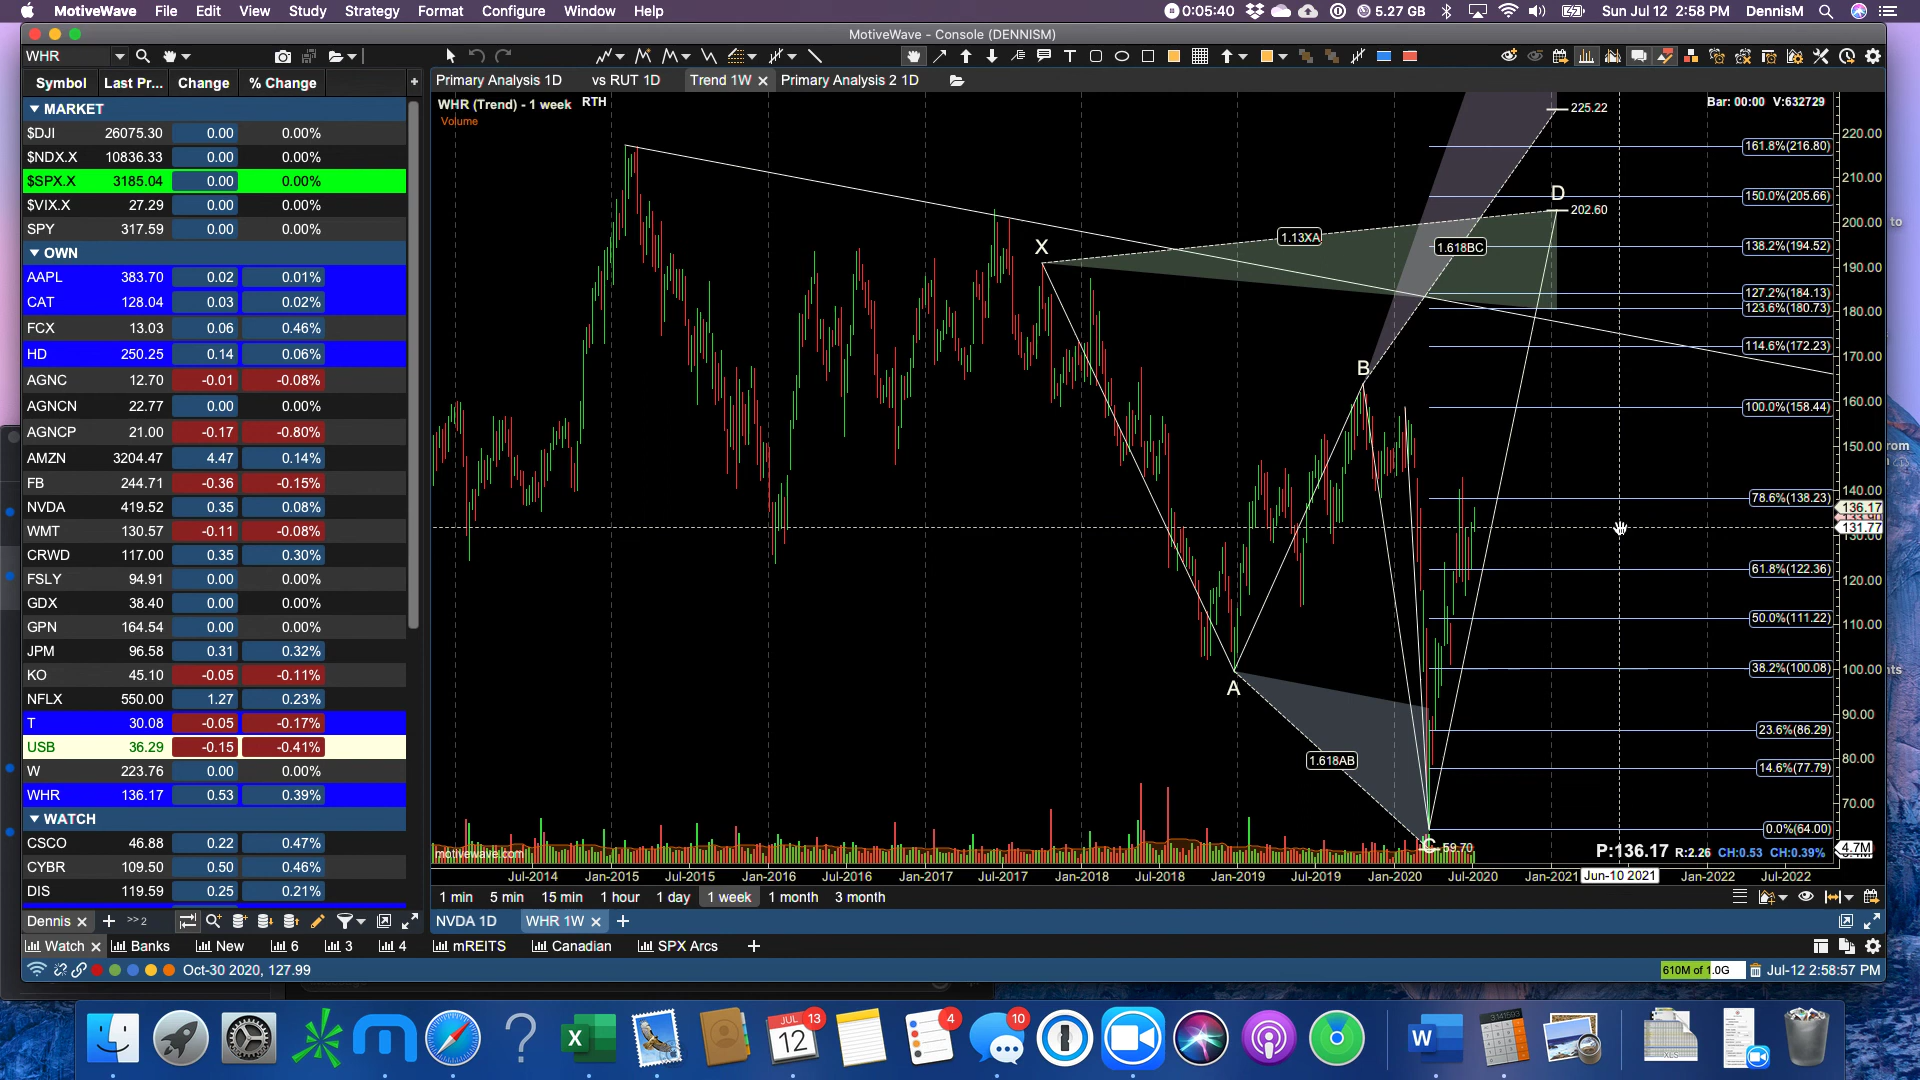 MotiveWave File Edit View Study Strategy Format Configure Window Help 0:05:40 5.27 GB Sun Jul 12 2:58 PM DennisM
MotiveWave - Console (DENNISM)
WHR
Symbol Last Pr... Change % Change +
Primary Analysis 1D vs RUT 1D Trend 1W Primary Analysis 2 1D
WHR (Trend) - 1 week RTH
Volume
Bar: 00:00 V:632729
MARKET
$DJI 26075.30 0.00 0.00%
$NDX.X 10836.33 0.00 0.00%
$SPX.X 3185.04 0.00 0.00%
$VIX.X 27.29 0.00 0.00%
SPY 317.59 0.00 0.00%
OWN
AAPL 383.70 0.02 0.01%
CAT 128.04 0.03 0.02%
FCX 13.03 0.06 0.46%
HD 250.25 0.14 0.06%
AGNC 12.70 -0.01 -0.08%
AGNCN 22.77 0.00 0.00%
AGNCP 21.00 -0.17 -0.80%
AMZN 3204.47 4.47 0.14%
FB 244.71 -0.36 -0.15%
NVDA 419.52 0.35 0.08%
WMT 130.57 -0.11 -0.08%
CRWD 117.00 0.35 0.30%
FSLY 94.91 0.00 0.00%
GDX 38.40 0.00 0.00%
GPN 164.54 0.00 0.00%
JPM 96.58 0.31 0.32%
KO 45.10 -0.05 -0.11%
NFLX 550.00 1.27 0.23%
T 30.08 -0.05 -0.17%
USB 36.29 -0.15 -0.41%
W 223.76 0.00 0.00%
WHR 136.17 0.53 0.39%
WATCH
CSCO 46.88 0.22 0.47%
CYBR 109.50 0.50 0.46%
DIS 119.59 0.25 0.21%
225.22
161.8%(216.80)
150.0%(205.66)
D
202.60
1.13XA
1.618BC
138.2%(194.52)
X
127.2%(184.13)
123.6%(180.73)
114.6%(172.23)
B
100.0%(158.44)
78.6%(138.23)
61.8%(122.36)
50.0%(111.22)
38.2%(100.08)
A
23.6%(86.29)
1.618AB
14.6%(77.79)
0.0%(64.00)
C 59.70
220.00
210.00
200.00
190.00
180.00
170.00
160.00
150.00
140.00
136.17
131.77
130.00
120.00
110.00
100.00
90.00
80.00
70.00
4.7M
motivewave.com
P:136.17 R:2.26 CH:0.53 CH:0.39%
Jul-2014 Jan-2015 Jul-2015 Jan-2016 Jul-2016 Jan-2017 Jul-2017 Jan-2018 Jul-2018 Jan-2019 Jul-2019 Jan-2020 Jul-2020 Jan-2021 Jun-10 2021 Jan-2022 Jul-2022
1 min 5 min 15 min 1 hour 1 day 1 week 1 month 3 month
Dennis + >>2
NVDA 1D WHR 1W +
Watch Banks New 6 3 4 mREITS Canadian SPX Arcs +
Oct-30 2020, 127.99
610M of 1.0G Jul-12 2:58:57 PM
JUL 12 13 4 10
to
rom
nts
XLS